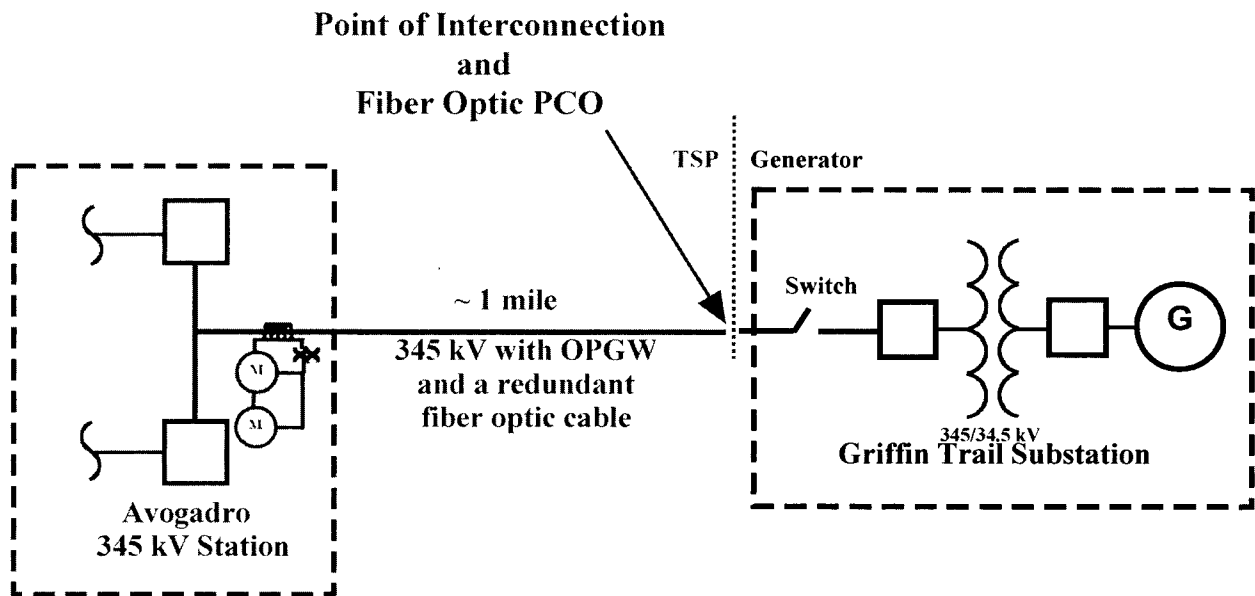 Point of Interconnection
and
Fiber Optic PCO
TSP
Generator
Switch
~ 1 mile
345 kV with OPGW
and a redundant
fiber optic cable
M
M
G
345/34.5 kV
Griffin Trail Substation
Avogadro
345 kV Station